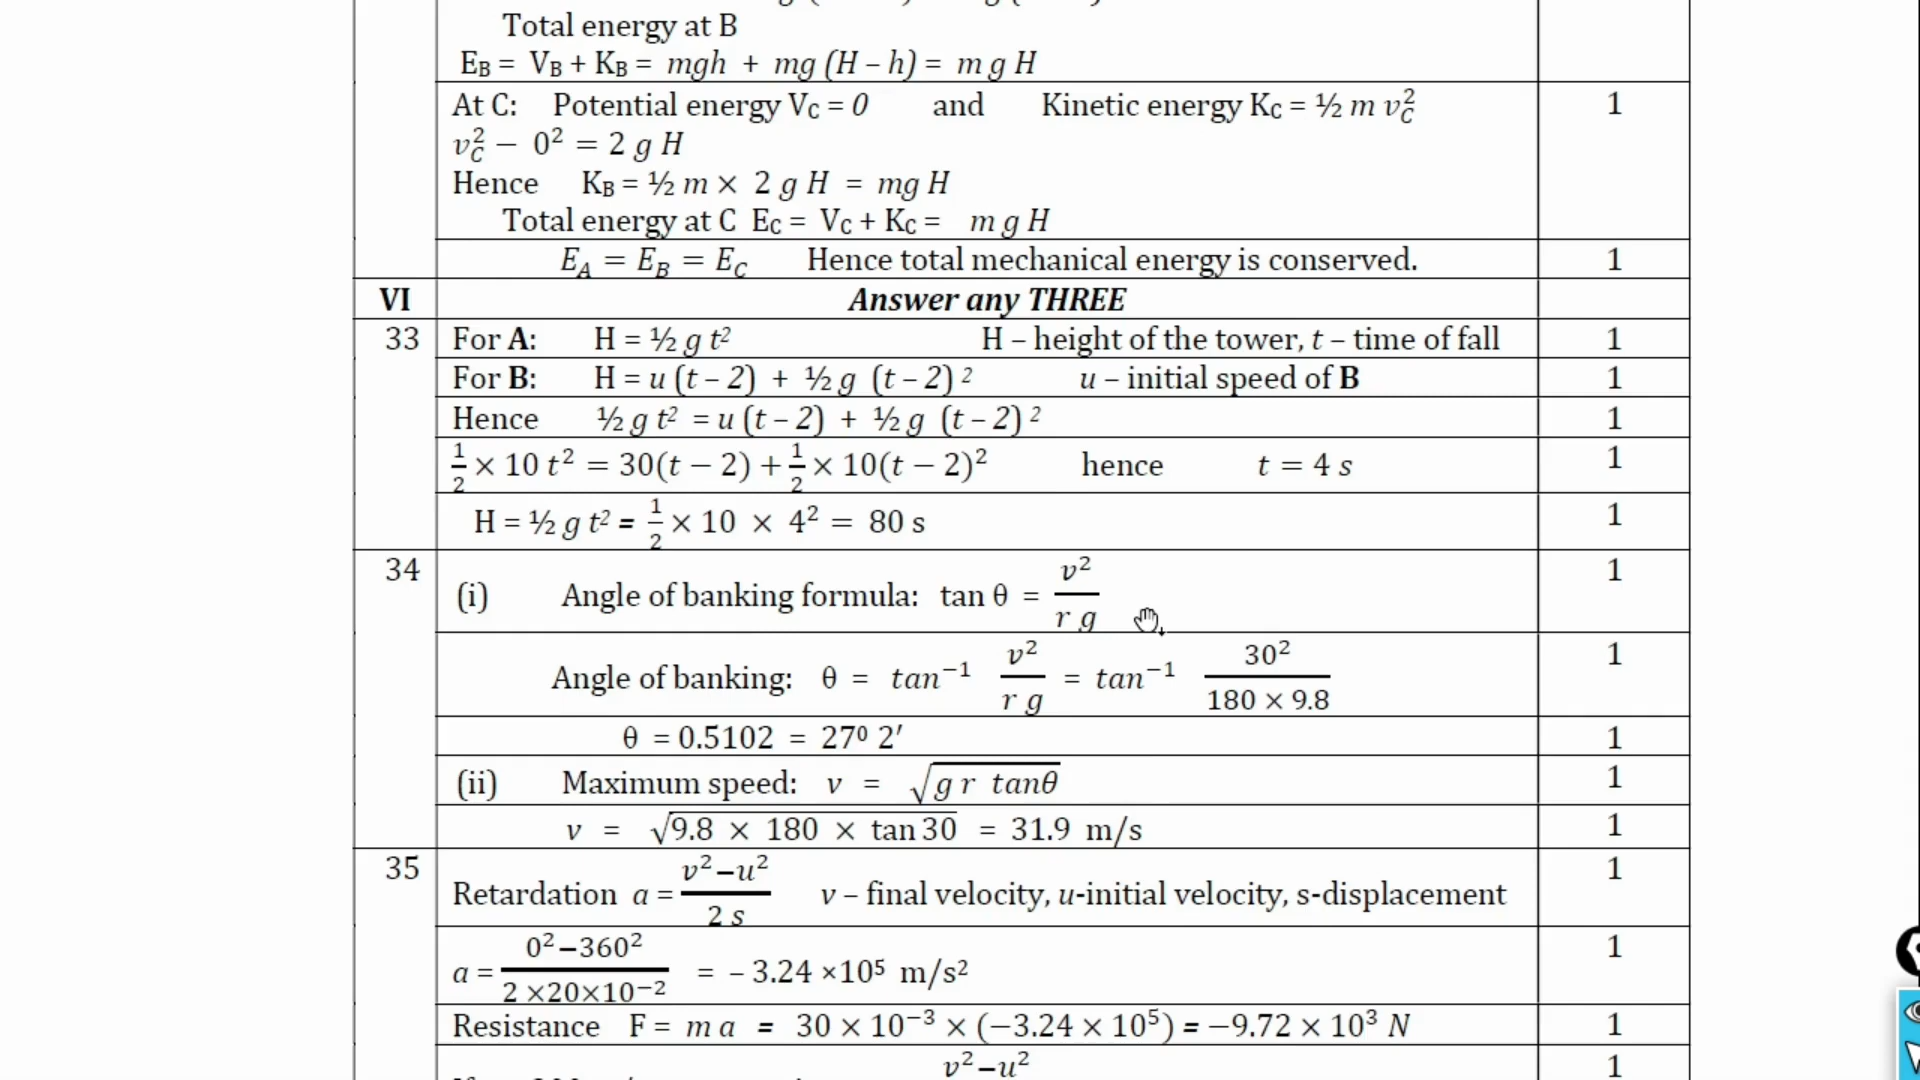 Total energy at B
E_B = V_B + K_B = mgh + mg (H – h) = m g H
At C: Potential energy V_C = 0 and Kinetic energy K_C = ½ m v_C² 1
v_C² − 0² = 2 g H
Hence K_B = ½ m × 2 g H = mg H
Total energy at C E_C = V_C + K_C = m g H
E_A = E_B = E_C Hence total mechanical energy is conserved. 1
VI Answer any THREE
33 For A: H = ½ g t² H – height of the tower, t – time of fall 1
For B: H = u (t – 2) + ½ g (t – 2)² u – initial speed of B 1
Hence ½ g t² = u (t – 2) + ½ g (t – 2)² 1
1/2 × 10 t² = 30(t − 2) + 1/2 × 10(t − 2)² hence t = 4 s 1
H = ½ g t² = 1/2 × 10 × 4² = 80 s 1
34 (i) Angle of banking formula: tan θ = v²/r g 1
Angle of banking: θ = tan⁻¹ v²/r g = tan⁻¹ 30²/180 × 9.8 1
θ = 0.5102 = 27⁰ 2′ 1
(ii) Maximum speed: v = √g r tanθ 1
v = √9.8 × 180 × tan 30 = 31.9 m/s 1
35 Retardation a = v²−u²/2 s v – final velocity, u-initial velocity, s-displacement 1
a = 0²−360²/2 ×20×10⁻² = – 3.24 ×10⁵ m/s² 1
Resistance F = m a = 30 × 10⁻³ × (−3.24 × 10⁵) = −9.72 × 10³ N 1
v²−u² 1